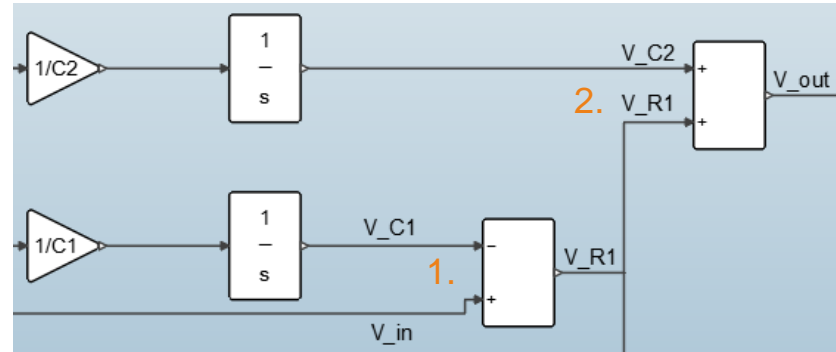 1/C2
1
s
V_C2
+
V_out
2.
V_R1
+
1/C1
1
s
V_C1
−
1.
V_R1
+
V_in